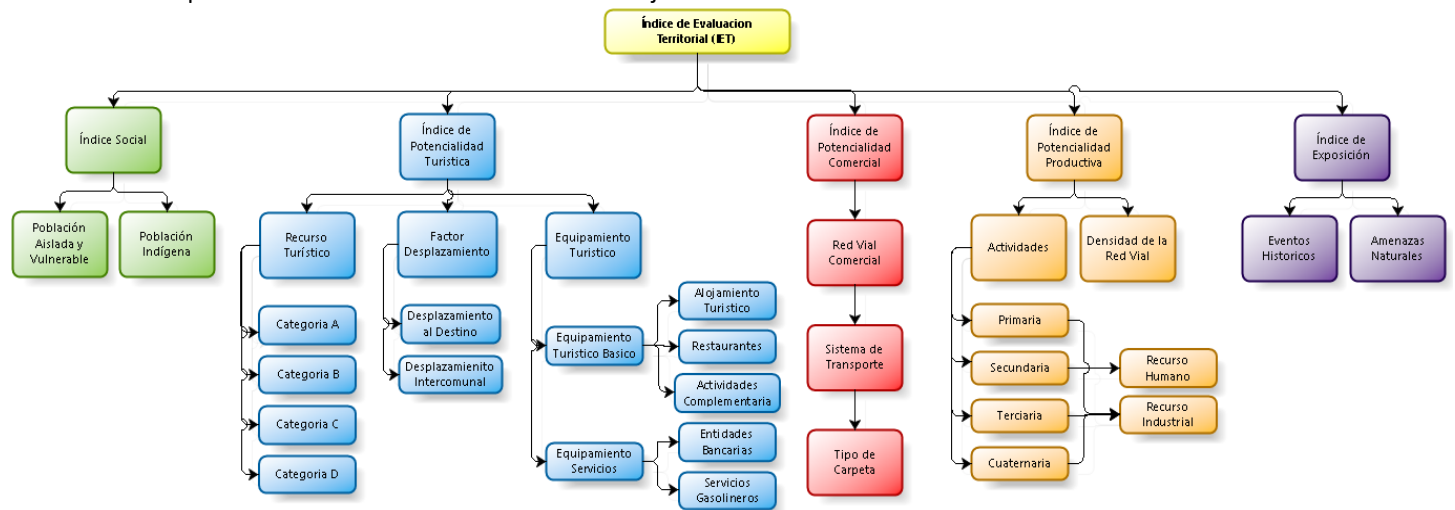 Índice de Evaluacion
Territorial (IET)
Índice Social
Índice de
Potencialidad
Turistica
Índice de
Potencialidad
Comercial
Índice de
Potencialidad
Productiva
Índice de
Exposición
Población
Aislada y
Vulnerable
Población
Indígena
Recurso
Turístico
Factor
Desplazamiento
Equipamiento
Turistico
Red Vial
Comercial
Actividades
Densidad de la
Red Vial
Eventos
Historicos
Amenazas
Naturales
Categoria A
Categoria B
Categoria C
Categoria D
Desplazamiento
al Destino
Desplazamienito
Intercomunal
Equipamiento
Turistico Basico
Alojamiento
Turistico
Restaurantes
Actividades
Complementaria
Equipamiento
Servicios
Entidades
Bancarias
Servicios
Gasolineros
Sistema de
Transporte
Tipo de
Carpeta
Primaria
Secundaria
Terciaria
Cuaternaria
Recurso
Humano
Recurso
Industrial